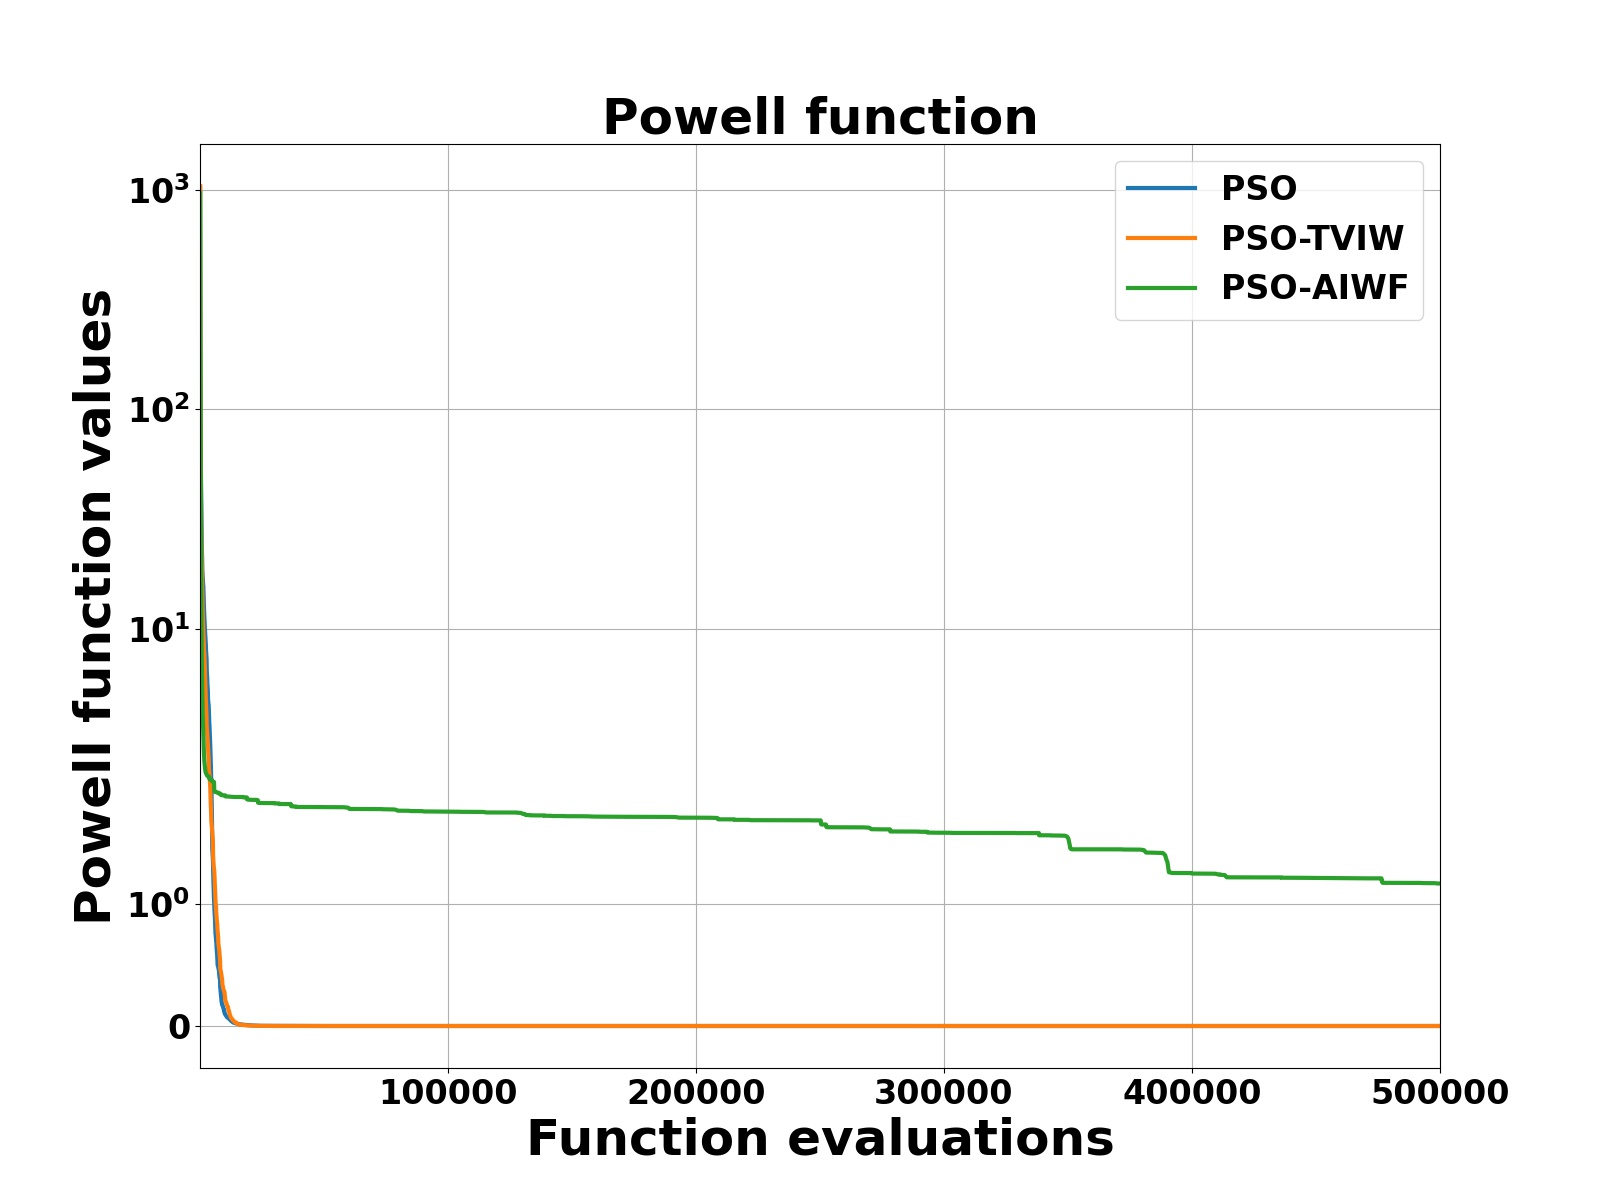 Powell function
Powell function values
10³
10²
10¹
10⁰
0
PSO
PSO-TVIW
PSO-AIWF
100000 200000 300000 400000 500000
Function evaluations